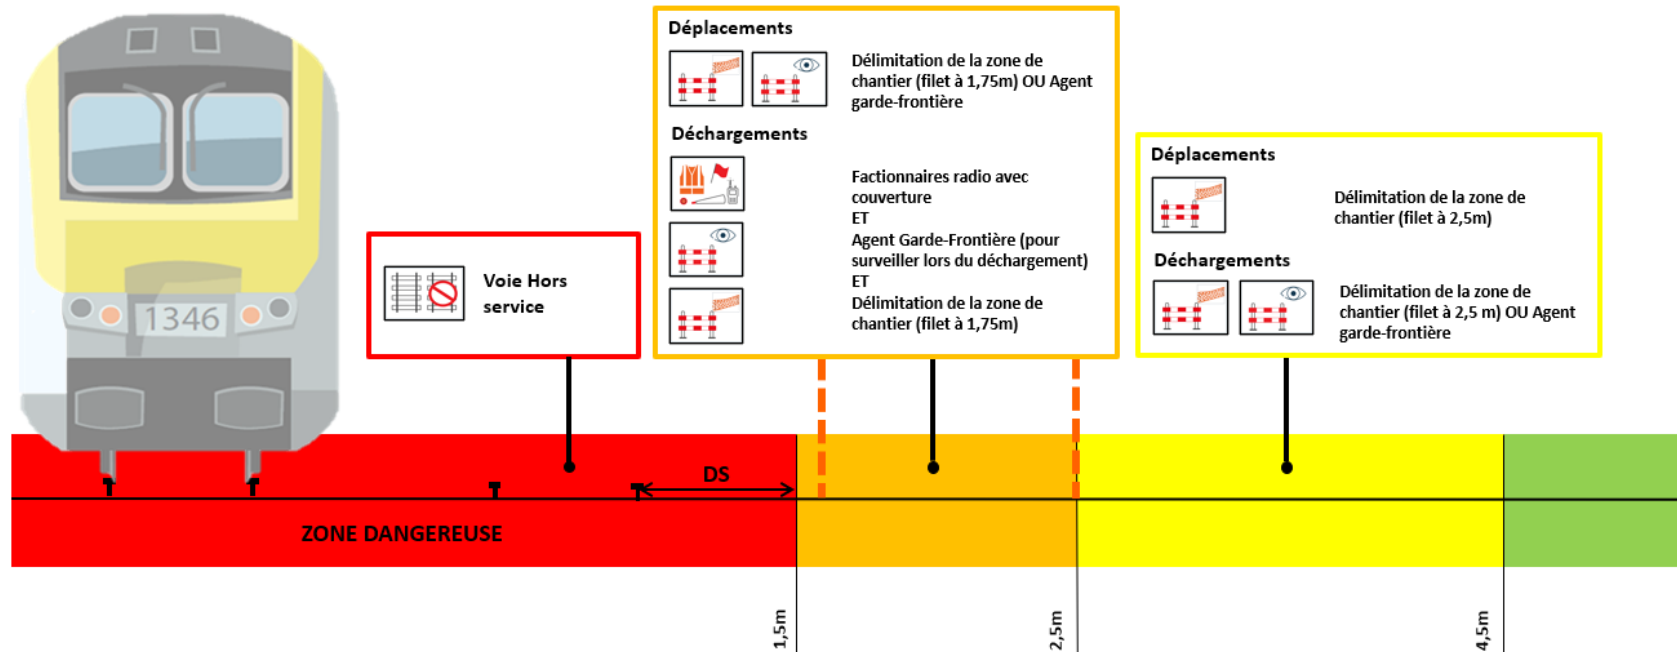 Déplacements
Délimitation de la zone de
chantier (filet à 1,75m) OU Agent
garde-frontière
Déchargements
Factionnaires radio avec
couverture
ET
Agent Garde-Frontière (pour
surveiller lors du déchargement)
ET
Délimitation de la zone de
chantier (filet à 1,75m)
Déplacements
Délimitation de la zone de
chantier (filet à 2,5m)
Déchargements
Délimitation de la zone de
chantier (filet à 2,5 m) OU Agent
garde-frontière
Voie Hors
service
1346
DS
ZONE DANGEREUSE
1,5m
2,5m
4,5m